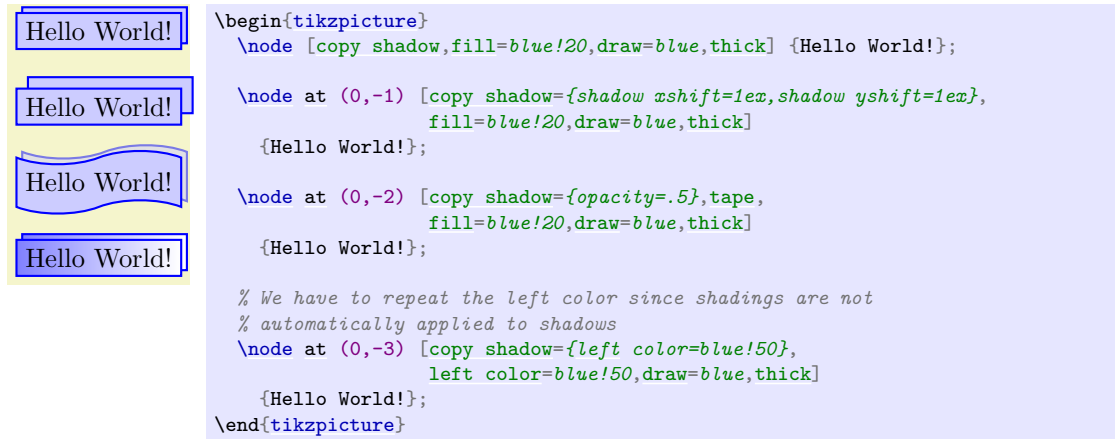 Hello World!
Hello World!
Hello World!
Hello World!
\begin{tikzpicture}
  \node [copy shadow,fill=blue!20,draw=blue,thick] {Hello World!};

  \node at (0,-1) [copy shadow={shadow xshift=1ex,shadow yshift=1ex},
                   fill=blue!20,draw=blue,thick]
    {Hello World!};

  \node at (0,-2) [copy shadow={opacity=.5},tape,
                   fill=blue!20,draw=blue,thick]
    {Hello World!};

  % We have to repeat the left color since shadings are not
  % automatically applied to shadows
  \node at (0,-3) [copy shadow={left color=blue!50},
                   left color=blue!50,draw=blue,thick]
    {Hello World!};
\end{tikzpicture}